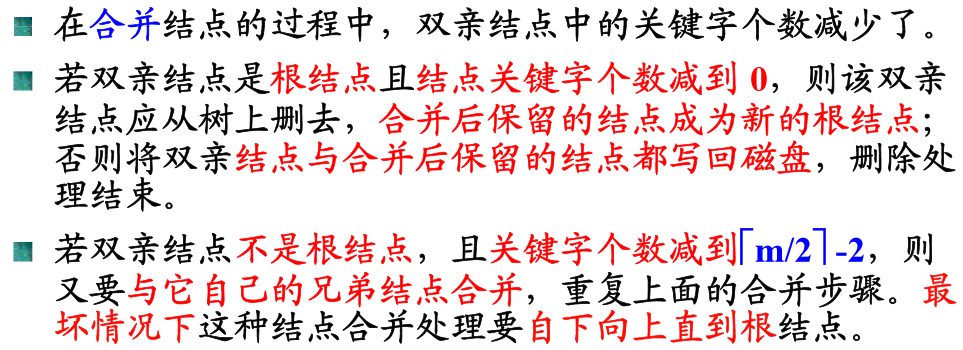 在合并结点的过程中，双亲结点中的关键字个数减少了。
若双亲结点是根结点且结点关键字个数减到 0，则该双亲
结点应从树上删去，合并后保留的结点成为新的根结点；
否则将双亲结点与合并后保留的结点都写回磁盘，删除处
理结束。
若双亲结点不是根结点，且关键字个数减到⌈m/2⌉-2，则
又要与它自己的兄弟结点合并，重复上面的合并步骤。最
坏情况下这种结点合并处理要自下向上直到根结点。